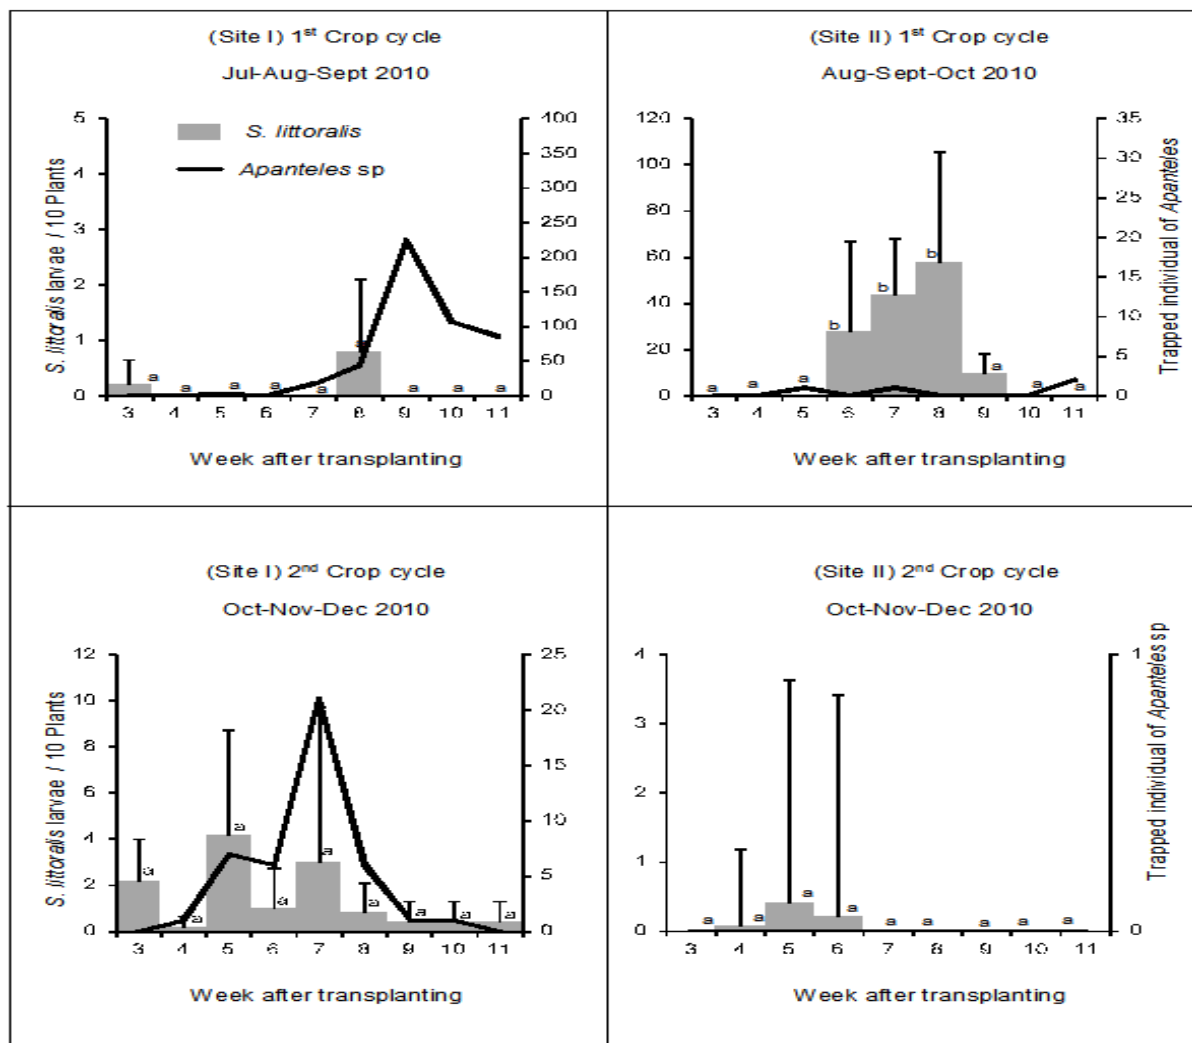 (Site I) 1st Crop cycle
Jul-Aug-Sept 2010
5
4
3
2
1
0
S. littoralis larvae / 10 Plants
S. littoralis
Apanteles sp
400
350
300
250
200
150
100
50
0
a a a a a a a a a
3 4 5 6 7 8 9 10 11
Week after transplanting
(Site II) 1st Crop cycle
Aug-Sept-Oct 2010
120
100
80
60
40
20
0
35
30
25
20
15
10
5
0
Trapped individual of Apanteles
a a a b b b a a a
3 4 5 6 7 8 9 10 11
Week after transplanting
(Site I) 2nd Crop cycle
Oct-Nov-Dec 2010
12
10
8
6
4
2
0
S. littoralis larvae / 10 Plants
25
20
15
10
5
0
a a a a a a a a a
3 4 5 6 7 8 9 10 11
Week after transplanting
(Site II) 2nd Crop cycle
Oct-Nov-Dec 2010
4
3
2
1
0
1
0
Trapped individual of Apanteles sp
a a a a a a a a a
3 4 5 6 7 8 9 10 11
Week after transplanting